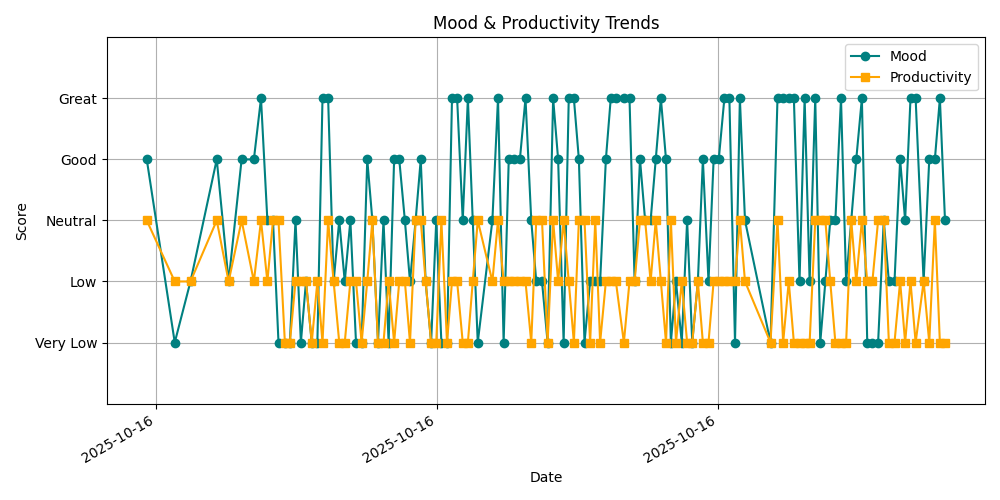 Mood & Productivity Trends
Mood
Productivity
Great
Good
Neutral
Low
Very Low
Score
2025-10-16
2025-10-16
2025-10-16
Date